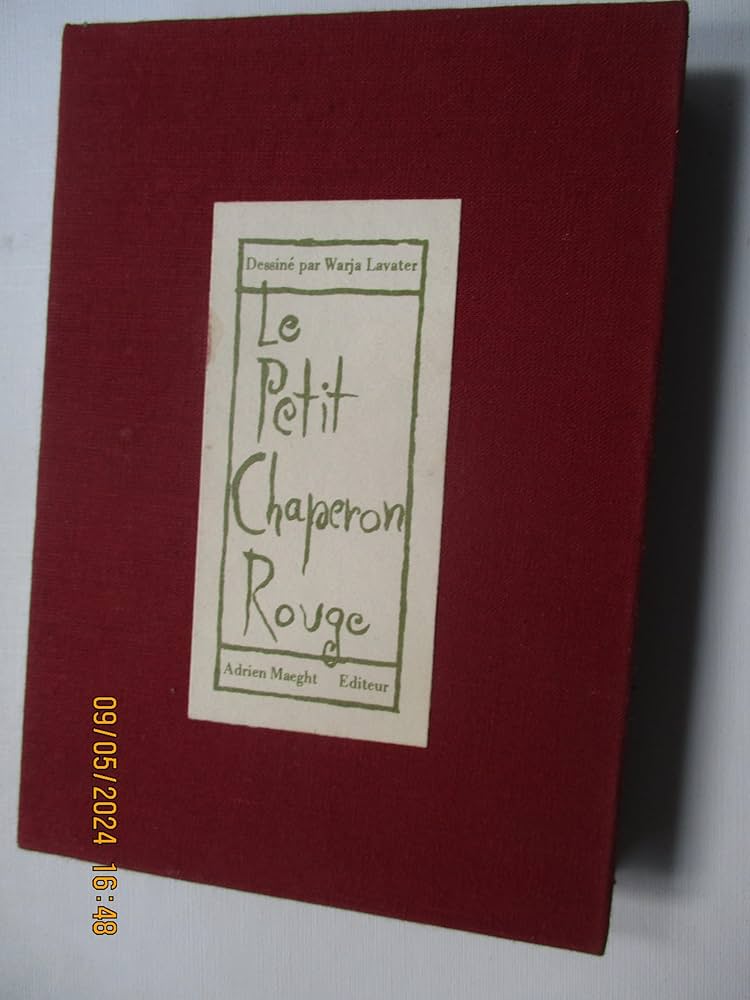 Dessiné par Warja Lavater
Le
Petit
Chaperon
Rouge
Adrien Maeght Editeur
09/05/2024 16:48